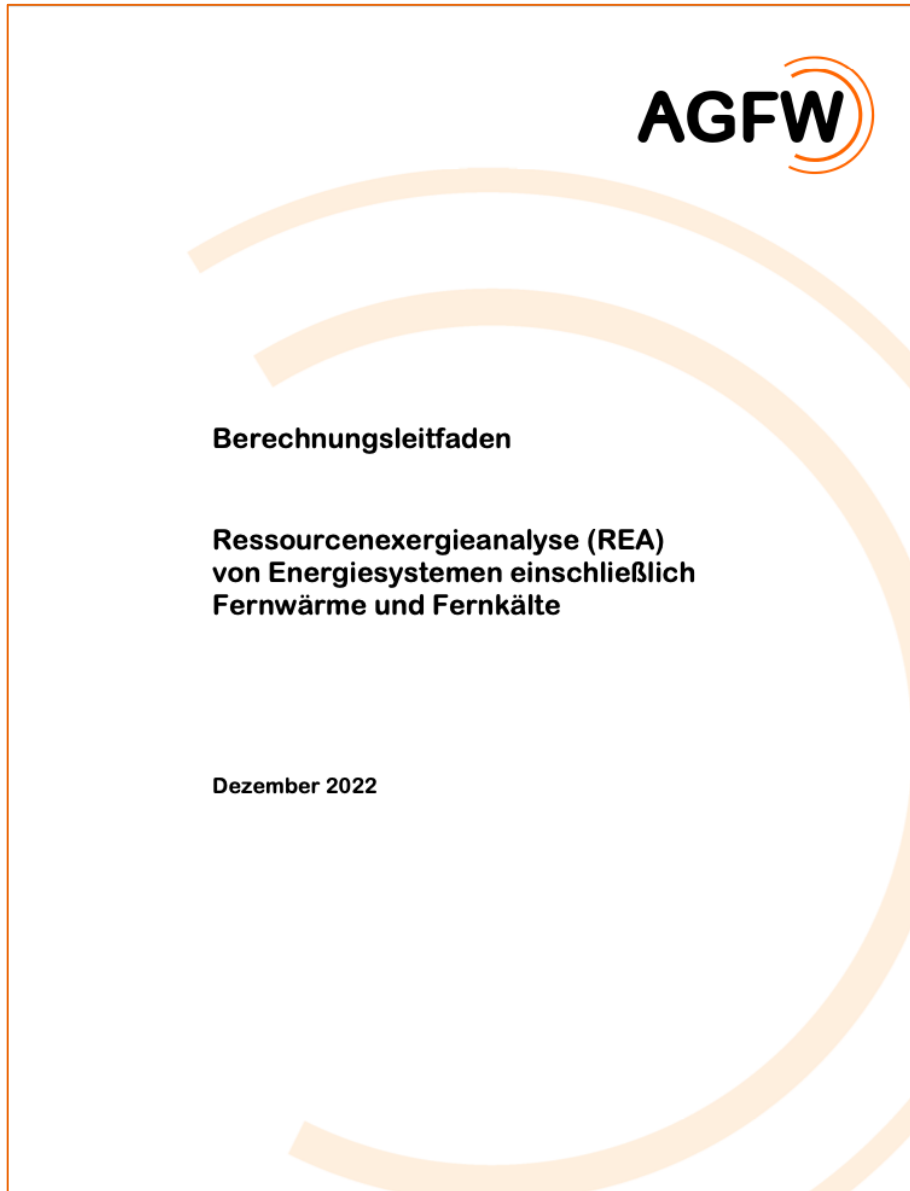 AGFW
Berechnungsleitfaden
Ressourcenexergieanalyse (REA)
von Energiesystemen einschließlich
Fernwärme und Fernkälte
Dezember 2022